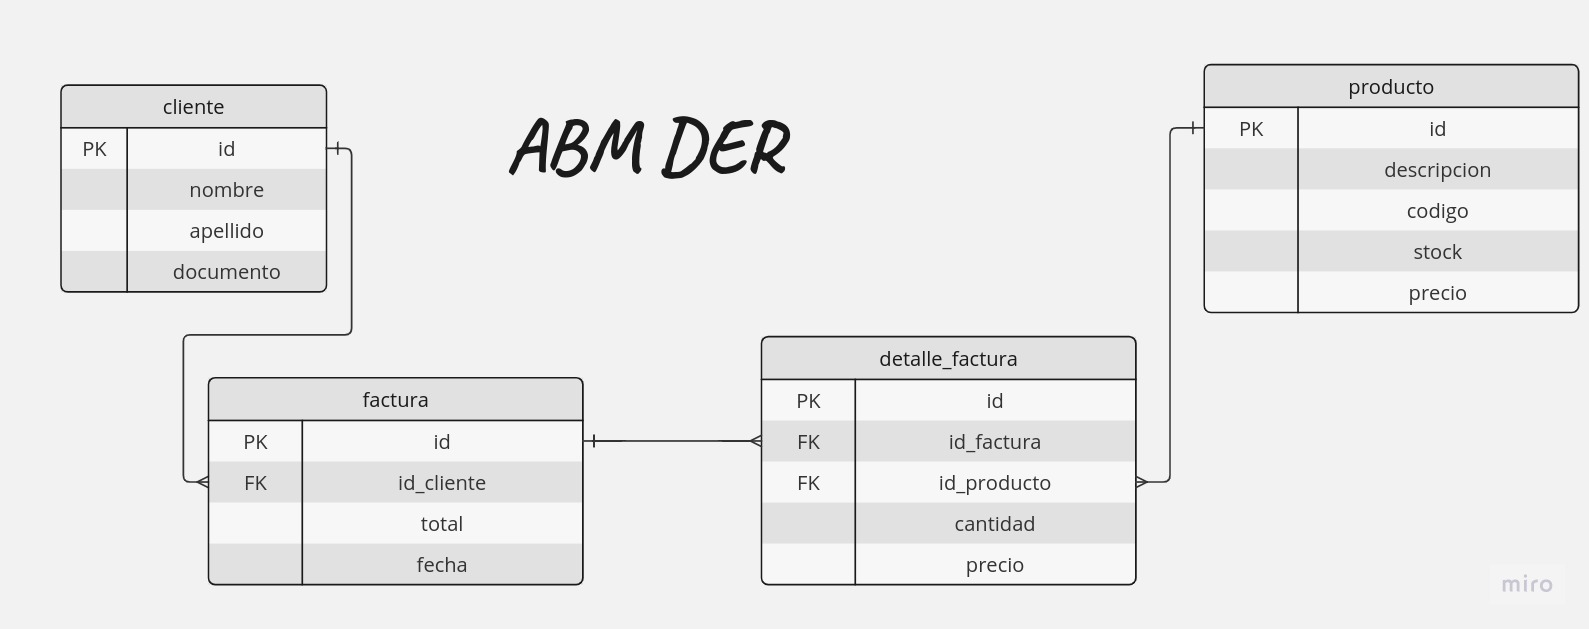 ABM DER
cliente
PK id
nombre
apellido
documento
producto
PK id
descripcion
codigo
stock
precio
factura
PK id
FK id_cliente
total
fecha
detalle_factura
PK id
FK id_factura
FK id_producto
cantidad
precio
miro